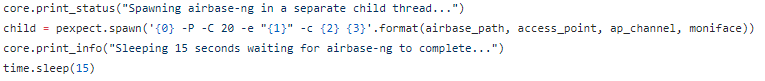 core.print_status("Spawning airbase-ng in a separate child thread...")
child = pexpect.spawn('{0} -P -C 20 -e "{1}" -c {2} {3}'.format(airbase_path, access_point, ap_channel, moniface))
core.print_info("Sleeping 15 seconds waiting for airbase-ng to complete...")
time.sleep(15)